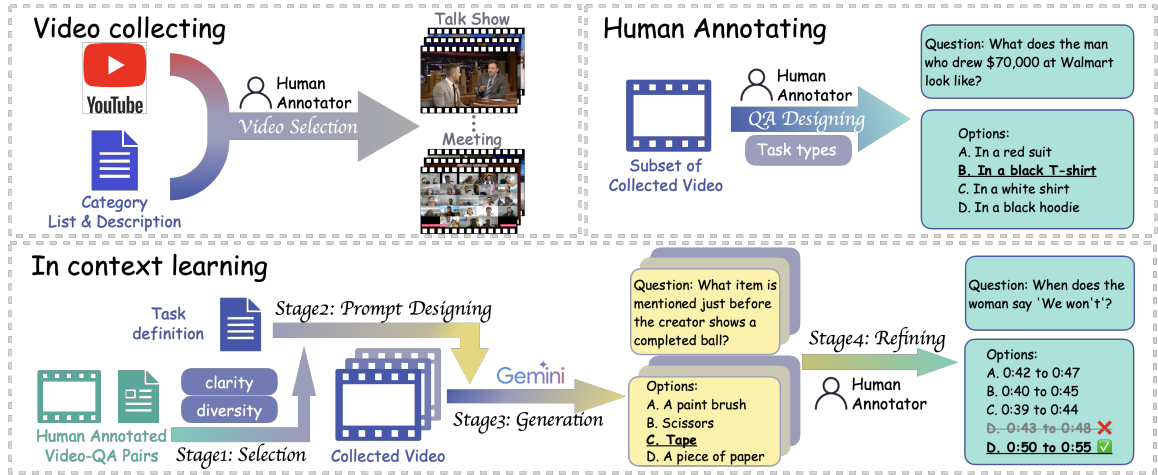 Video collecting
YouTube
Category
List & Description
Human
Annotator
Video Selection
Talk Show
Meeting
Human Annotating
Subset of
Collected Video
Human
Annotator
QA Designing
Task types
Question: What does the man
who drew $70,000 at Walmart
look like?
Options:
A. In a red suit
B. In a black T-shirt
C. In a white shirt
D. In a black hoodie
In context learning
Task
definition
Stage2: Prompt Designing
clarity
diversity
Human Annotated
Video-QA Pairs
Stage1: Selection
Collected Video
Gemini
Stage3: Generation
Question: What item is
mentioned just before
the creator shows a
completed ball?
Options:
A. A paint brush
B. Scissors
C. Tape
D. A piece of paper
Stage4: Refining
Human
Annotator
Question: When does the
woman say 'We won't'?
Options:
A. 0:42 to 0:47
B. 0:40 to 0:45
C. 0:39 to 0:44
D. 0:43 to 0:48
D. 0:50 to 0:55